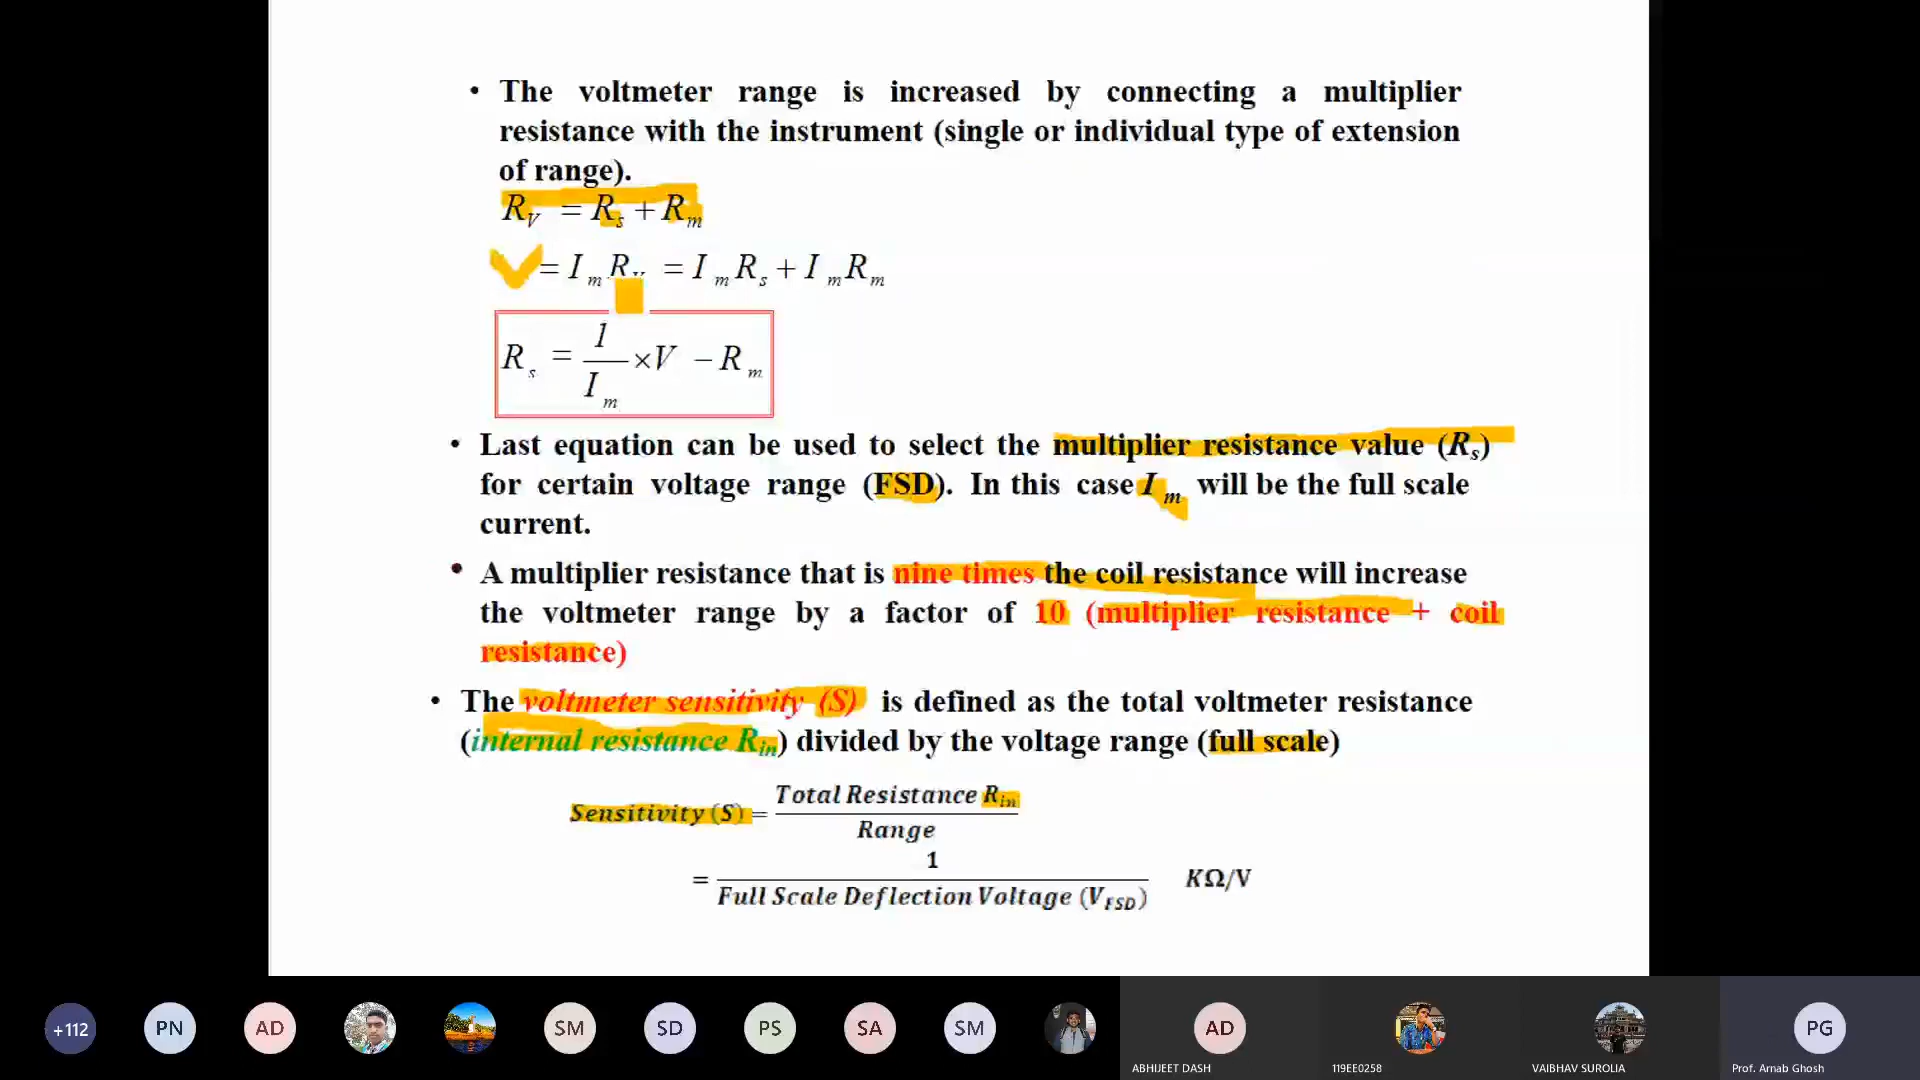 • The voltmeter range is increased by connecting a multiplier
resistance with the instrument (single or individual type of extension
of range).
R_V = R_s + R_m
V = I_m R_V = I_m R_s + I_m R_m
R_s = 1/I_m × V − R_m
• Last equation can be used to select the multiplier resistance value (R_s)
for certain voltage range (FSD). In this case I_m will be the full scale
current.
• A multiplier resistance that is nine times the coil resistance will increase
the voltmeter range by a factor of 10 (multiplier resistance + coil
resistance)
• The voltmeter sensitivity (S) is defined as the total voltmeter resistance
(internal resistance R_in) divided by the voltage range (full scale)
Sensitivity (S) = Total Resistance R_in / Range
= 1 / Full Scale Deflection Voltage (V_FSD) KΩ/V
+112 PN AD SM SD PS SA SM AD PG
ABHIJEET DASH 119EE0258 VAIBHAV SUROLIA Prof. Arnab Ghosh